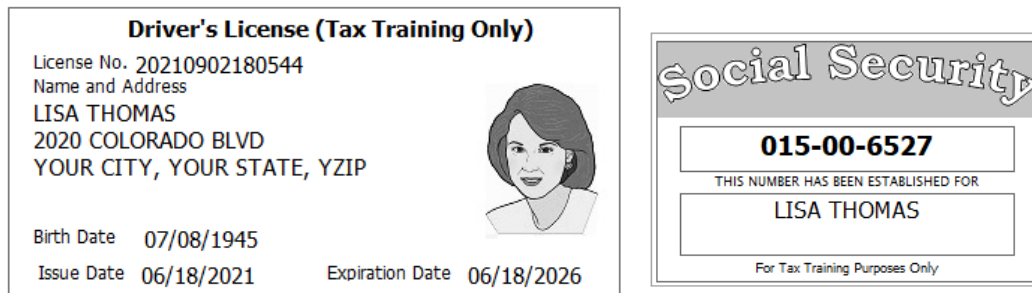 Driver's License (Tax Training Only)
License No. 20210902180544
Name and Address
LISA THOMAS
2020 COLORADO BLVD
YOUR CITY, YOUR STATE, YZIP
Birth Date 07/08/1945
Issue Date 06/18/2021 Expiration Date 06/18/2026
Social Security
015-00-6527
THIS NUMBER HAS BEEN ESTABLISHED FOR
LISA THOMAS
For Tax Training Purposes Only